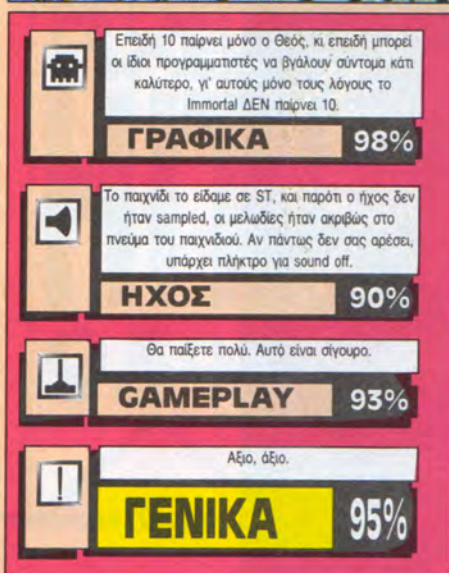 Επειδή 10 παίρνει μόνο ο Θεός, κι επειδή μπορεί
οι ίδιοι προγραμματιστές να βγάλουν σύντομα κάτι
καλύτερο, γι' αυτούς μόνο τους λόγους το
Immortal ΔΕΝ παίρνει 10.
ΓΡΑΦΙΚΑ 98%
Το παιχνίδι το είδαμε σε ST, και παρότι ο ήχος δεν
ήταν sampled, οι μελωδίες ήταν ακριβώς στο
πνεύμα του παιχνιδιού. Αν πάντως δεν σας αρέσει,
υπάρχει πλήκτρο για sound off.
ΗΧΟΣ 90%
Θα παίξετε πολύ. Αυτό είναι σίγουρο.
GAMEPLAY 93%
!
Αξιο, άξιο.
ΓΕΝΙΚΑ 95%